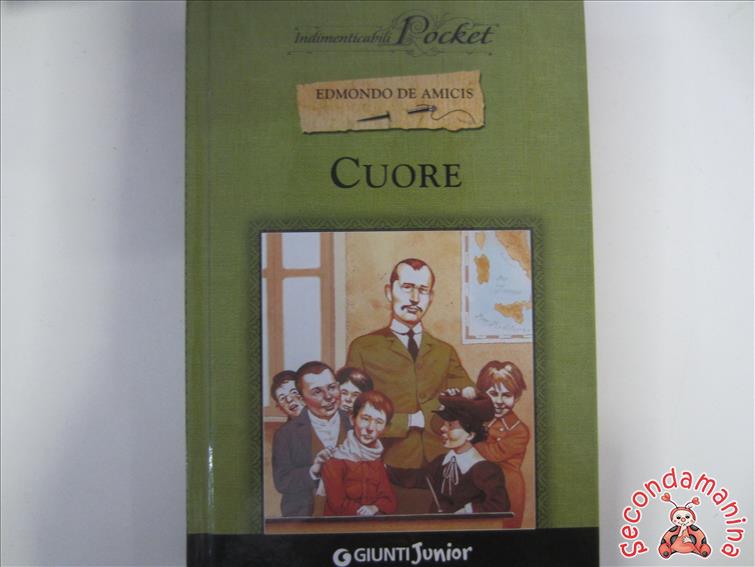 Indimenticabili Pocket
EDMONDO DE AMICIS
CUORE
GIUNTI Junior
Secondamanina